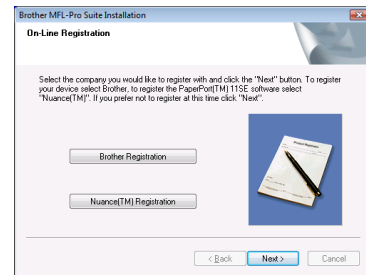 Brother MFL-Pro Suite Installation
On-Line Registration
Select the company you would like to register with and click the "Next" button. To register
your device select Brother, to register the PaperPort(TM) 11SE software select
"Nuance(TM)". If you prefer not to register at this time click "Next".
Brother Registration
Nuance(TM) Registration
< Back
Next >
Cancel